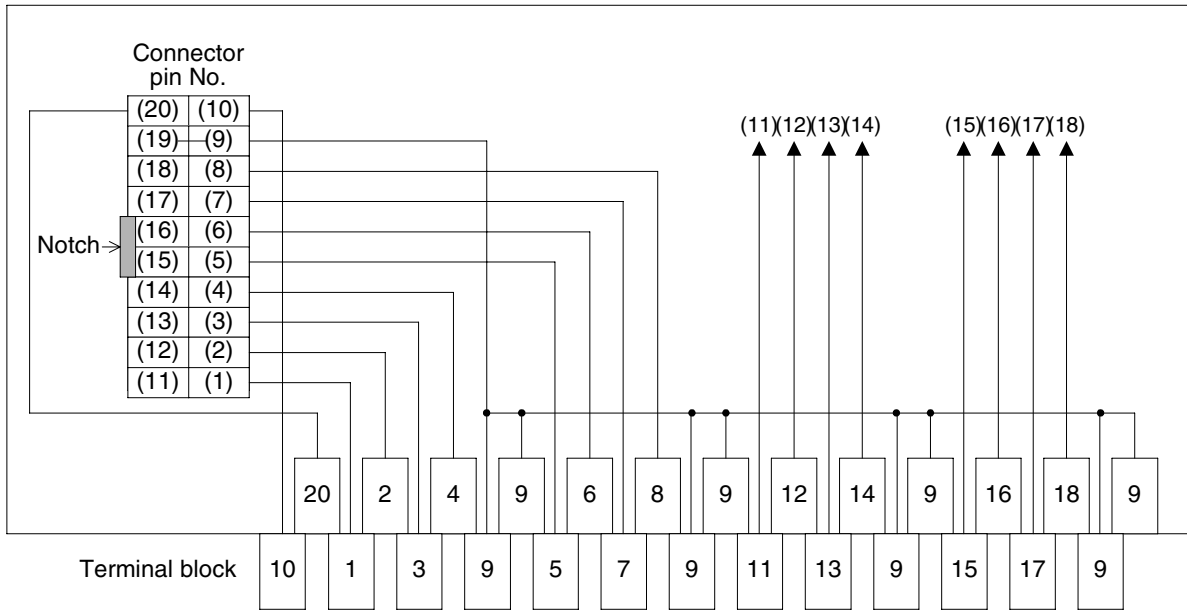 Connector
pin No.
(20) (10)
(19) (9)
(18) (8)
(17) (7)
(16) (6)
(15) (5)
(14) (4)
(13) (3)
(12) (2)
(11) (1)
Notch
(11)(12)(13)(14) (15)(16)(17)(18)
20 2 4 9 6 8 9 12 14 9 16 18 9
Terminal block 10 1 3 9 5 7 9 11 13 9 15 17 9